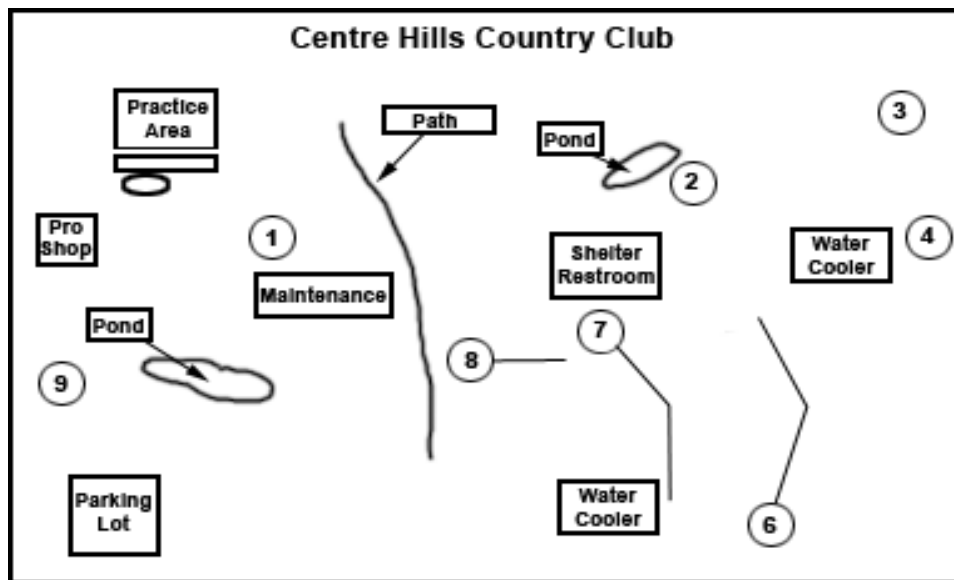 Centre Hills Country Club
Practice
Area
Path
Pond
3
2
Pro
Shop
1
Shelter
Restroom
Water
Cooler
4
Maintenance
Pond
7
8
9
Parking
Lot
Water
Cooler
6